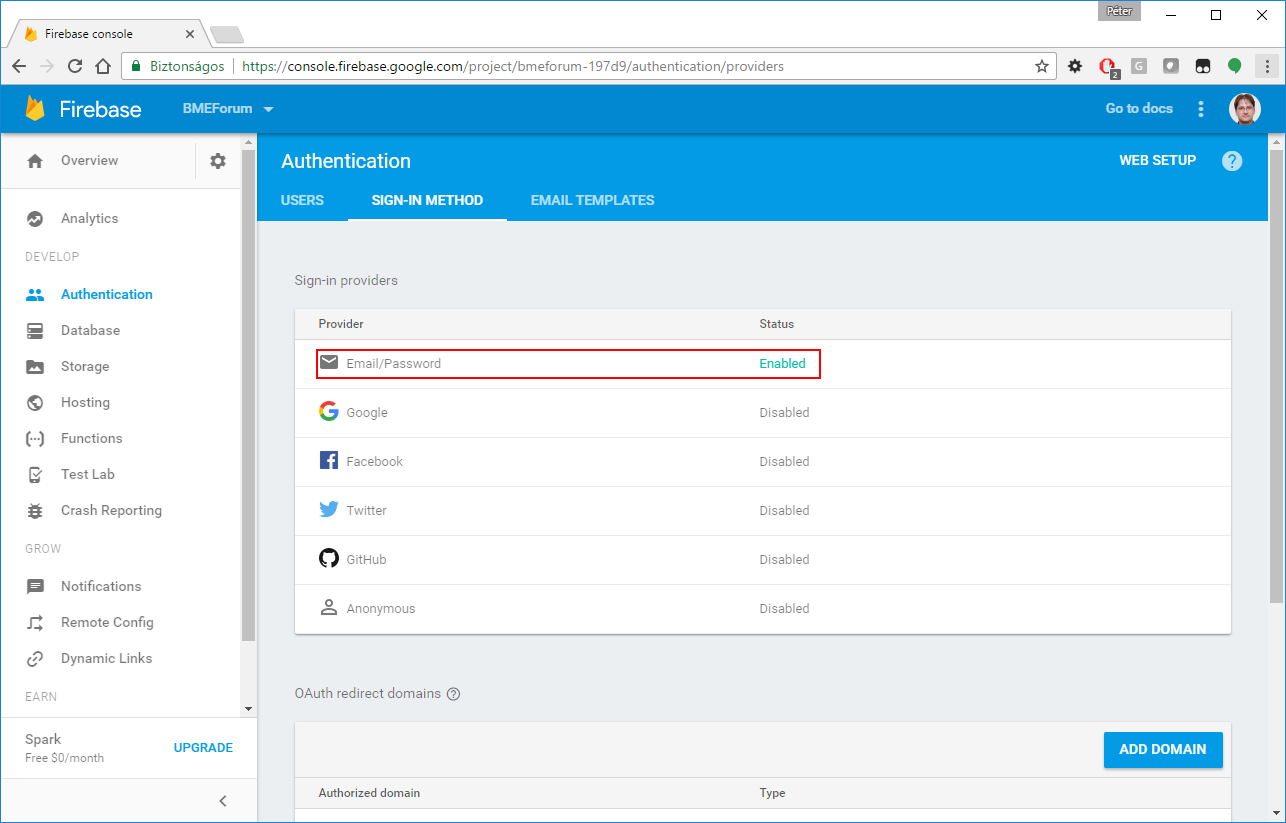 Péter
Firebase console
Biztonságos https://console.firebase.google.com/project/bmeforum-197d9/authentication/providers
2
G
Firebase BMEForum Go to docs
Overview
Analytics
DEVELOP
Authentication
Database
Storage
Hosting
Functions
Test Lab
Crash Reporting
GROW
Notifications
Remote Config
Dynamic Links
EARN
Spark
Free $0/month
UPGRADE
Authentication
WEB SETUP ?
USERS SIGN-IN METHOD EMAIL TEMPLATES
Sign-in providers
Provider Status
Email/Password Enabled
Google Disabled
Facebook Disabled
Twitter Disabled
GitHub Disabled
Anonymous Disabled
OAuth redirect domains ?
ADD DOMAIN
Authorized domain Type